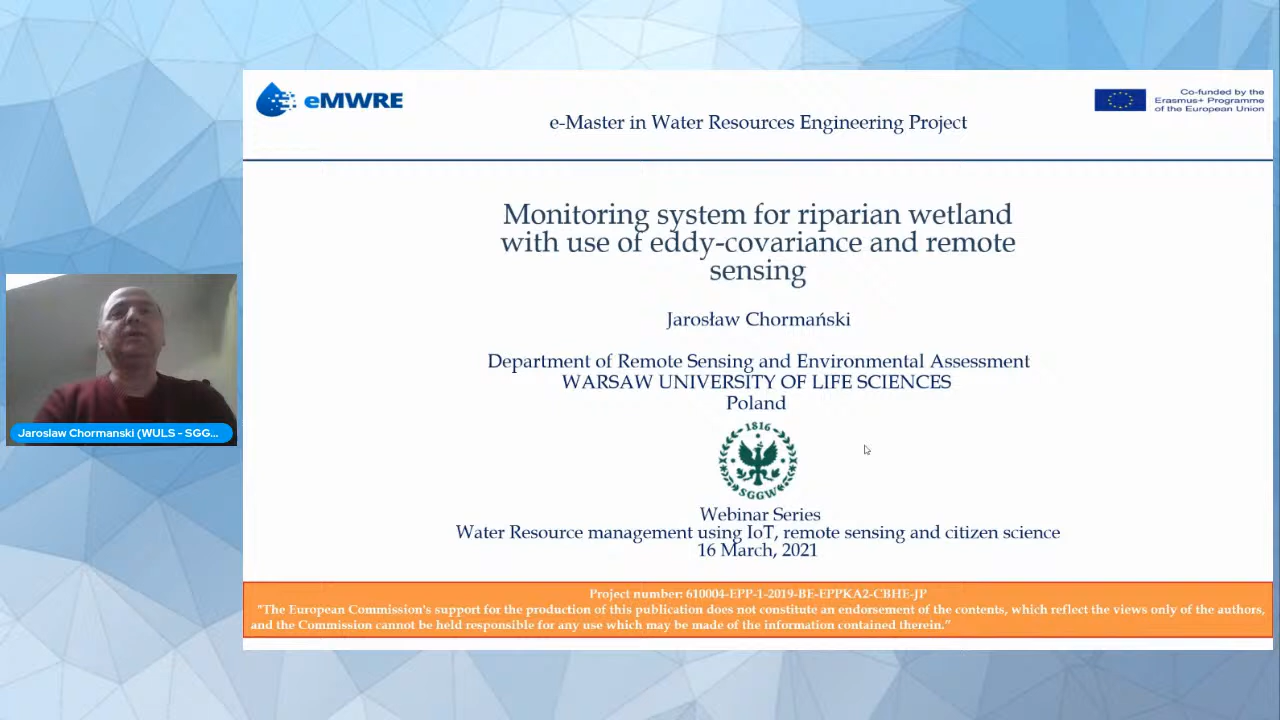 eMWRE
Co-funded by the
Erasmus+ Programme
of the European Union
e-Master in Water Resources Engineering Project
Monitoring system for riparian wetland
with use of eddy-covariance and remote
sensing
Jarosław Chormański
Department of Remote Sensing and Environmental Assessment
WARSAW UNIVERSITY OF LIFE SCIENCES
Poland
1816
SGGW
Webinar Series
Water Resource management using IoT, remote sensing and citizen science
16 March, 2021
Jaroslaw Chormanski (WULS - SGG...
Project number: 610004-EPP-1-2019-BE-EPPKA2-CBHE-JP
"The European Commission's support for the production of this publication does not constitute an endorsement of the contents, which reflect the views only of the authors,
and the Commission cannot be held responsible for any use which may be made of the information contained therein."